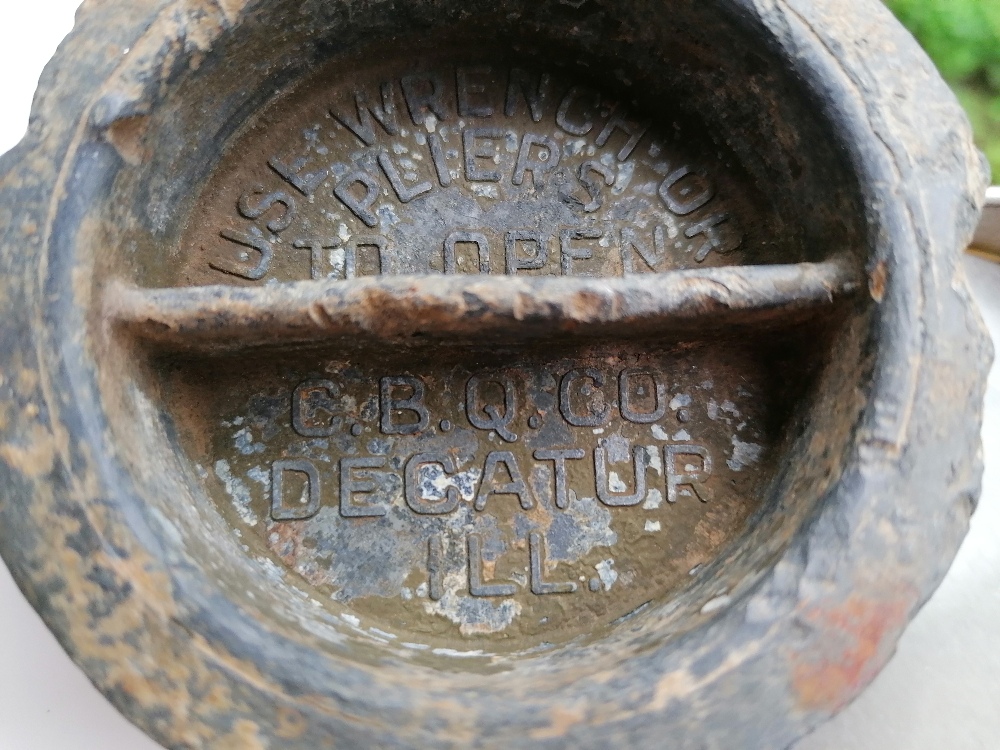 USE WRENCH OR
PLIERS
TO OPEN
C.B.Q.CO.
DECATUR
ILL.